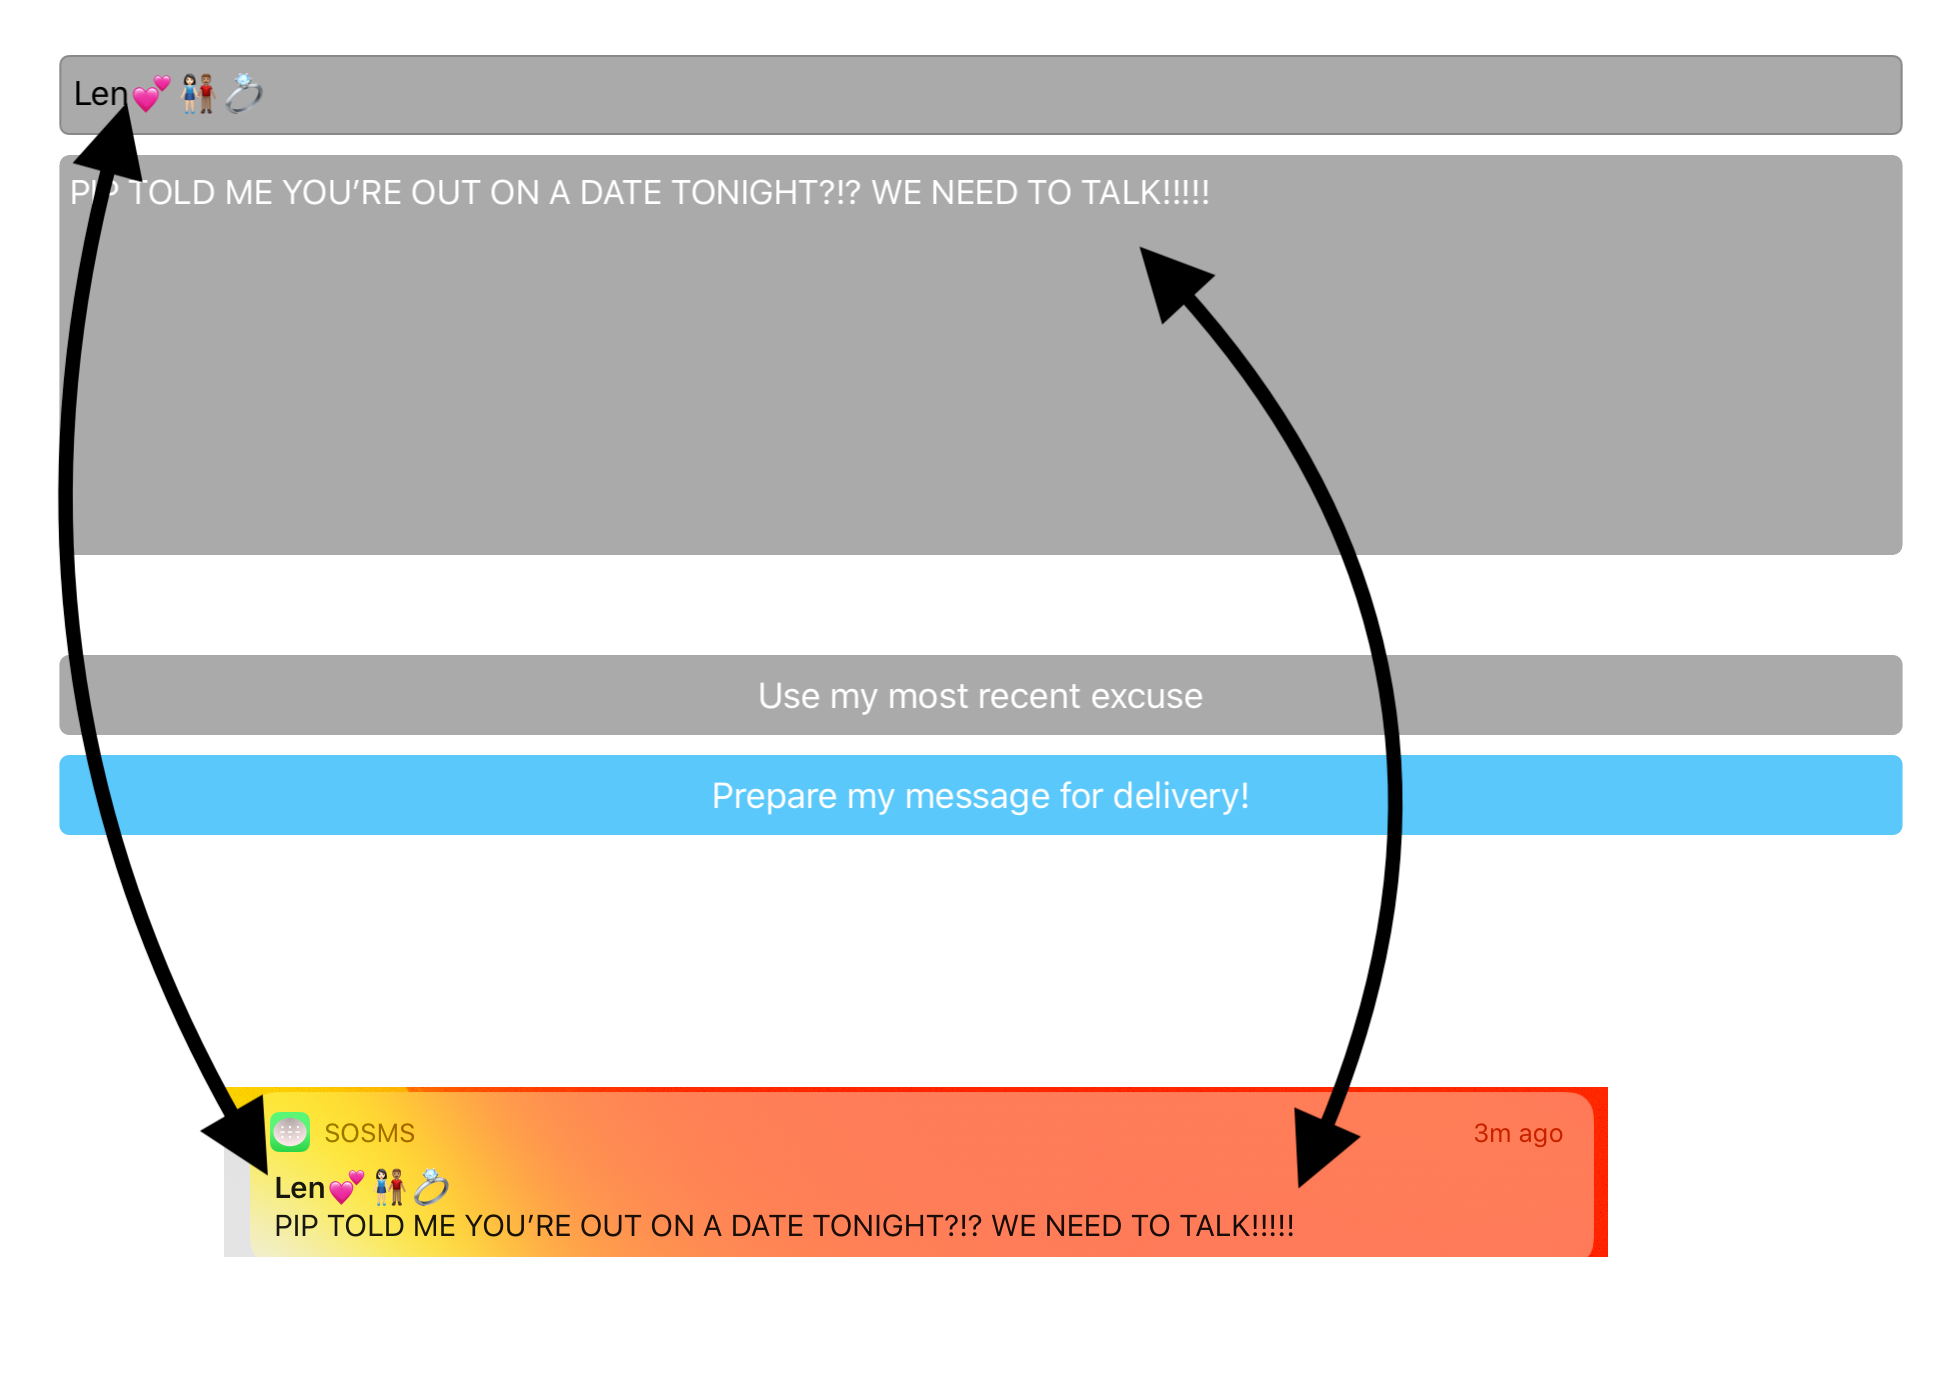 Len💕👫💍
PIP TOLD ME YOU’RE OUT ON A DATE TONIGHT?!? WE NEED TO TALK!!!!!
Use my most recent excuse
Prepare my message for delivery!
SOSMS 3m ago
Len💕👫💍
PIP TOLD ME YOU’RE OUT ON A DATE TONIGHT?!? WE NEED TO TALK!!!!!